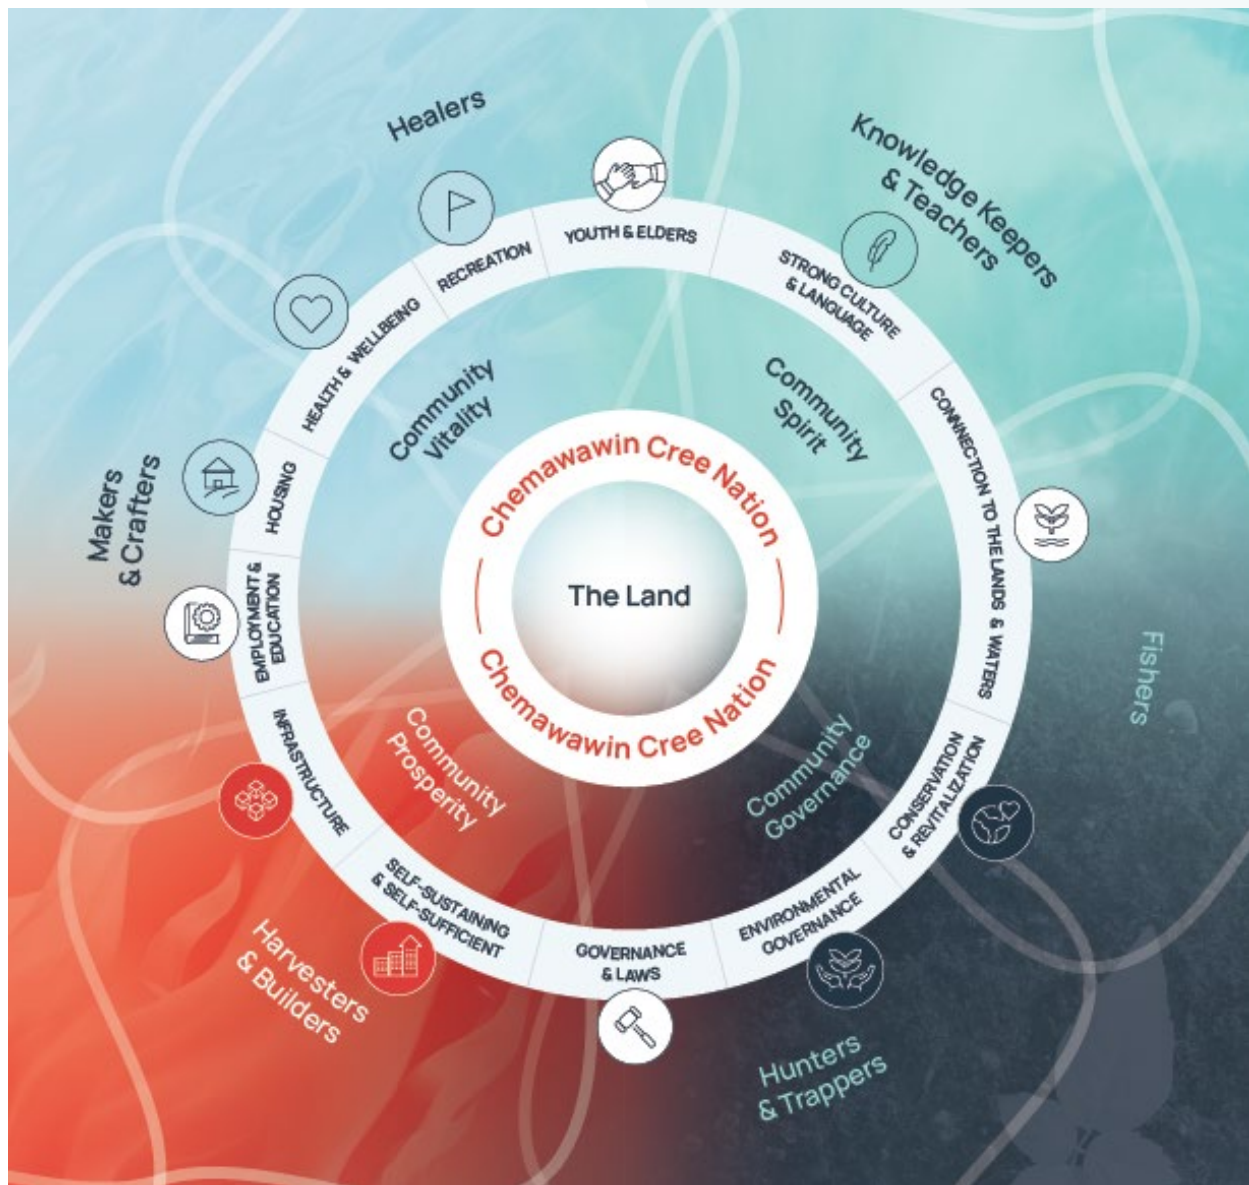 Healers
Knowledge Keepers
& Teachers
Makers
& Crafters
Fishers
Harvesters
& Builders
Hunters
& Trappers
YOUTH & ELDERS
STRONG CULTURE
& LANGUAGE
CONNNECTION TO THE LANDS & WATERS
CONSERVATION
& REVITALIZATION
ENVIRONMENTAL
GOVERNANCE
GOVERNANCE
& LAWS
SELF-SUSTAINING
& SELF-SUFFICIENT
INFRASTRUCTURE
EMPLOYMENT &
EDUCATION
HOUSING
HEALTH & WELLBEING
RECREATION
Community
Vitality
Community
Spirit
Community
Prosperity
Community
Governance
Chemawawin Cree Nation
The Land
Chemawawin Cree Nation